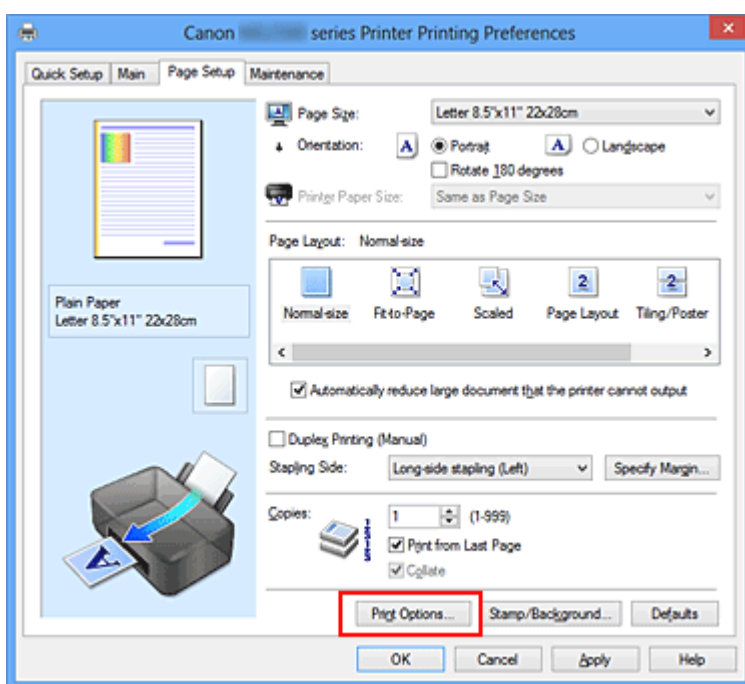 Canon series Printer Printing Preferences
Quick Setup Main Page Setup Maintenance
Page Size: Letter 8.5"x11" 22x28cm
Orientation: A Portrait A Landscape
Rotate 180 degrees
Printer Paper Size: Same as Page Size
Page Layout: Normal-size
2 2
Normal-size Fit-to-Page Scaled Page Layout Tiling/Poster
Plain Paper
Letter 8.5"x11" 22x28cm
Automatically reduce large document that the printer cannot output
Duplex Printing (Manual)
Stapling Side: Long-side stapling (Left) Specify Margin...
Copies: 1 (1-999)
Print from Last Page
Collate
A
Print Options... Stamp/Background... Defaults
OK Cancel Apply Help